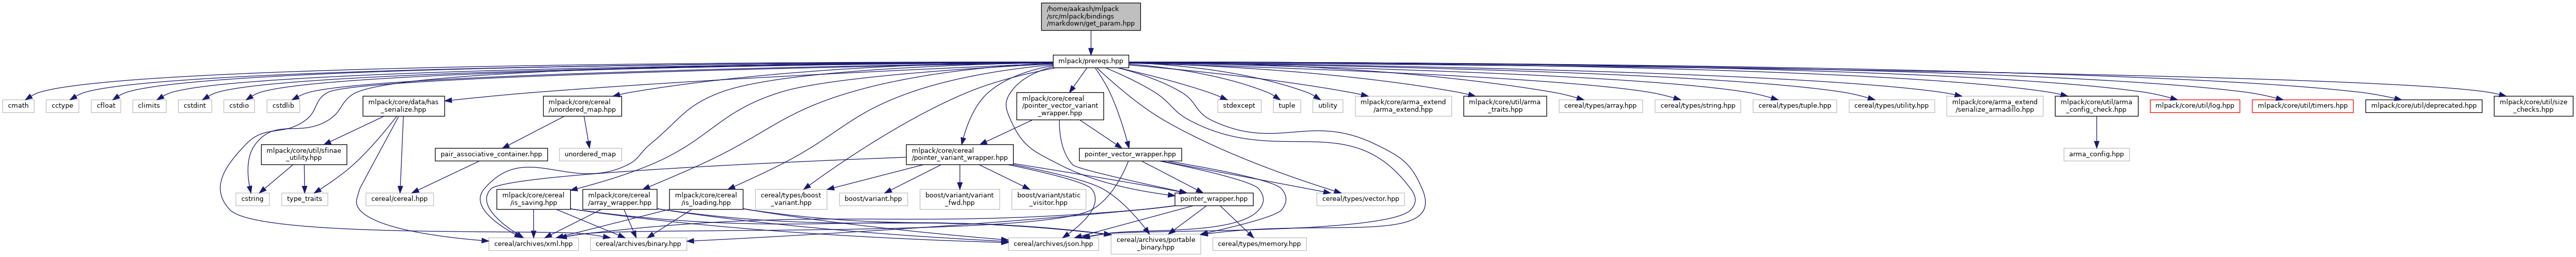 /home/aakash/mlpack
/src/mlpack/bindings
/markdown/get_param.hpp
mlpack/prereqs.hpp
cmath
cctype
cfloat
climits
cstdint
cstdio
cstdlib
mlpack/core/data/has
_serialize.hpp
mlpack/core/cereal
/unordered_map.hpp
mlpack/core/cereal
/pointer_vector_variant
_wrapper.hpp
stdexcept
tuple
utility
mlpack/core/arma_extend
/arma_extend.hpp
mlpack/core/util/arma
_traits.hpp
cereal/types/array.hpp
cereal/types/string.hpp
cereal/types/tuple.hpp
cereal/types/utility.hpp
mlpack/core/arma_extend
/serialize_armadillo.hpp
mlpack/core/util/arma
_config_check.hpp
mlpack/core/util/log.hpp
mlpack/core/util/timers.hpp
mlpack/core/util/deprecated.hpp
mlpack/core/util/size
_checks.hpp
mlpack/core/util/sfinae
_utility.hpp
pair_associative_container.hpp
unordered_map
mlpack/core/cereal
/pointer_variant_wrapper.hpp
pointer_vector_wrapper.hpp
arma_config.hpp
cstring
type_traits
cereal/cereal.hpp
mlpack/core/cereal
/is_saving.hpp
mlpack/core/cereal
/array_wrapper.hpp
mlpack/core/cereal
/is_loading.hpp
cereal/types/boost
_variant.hpp
boost/variant.hpp
boost/variant/variant
_fwd.hpp
boost/variant/static
_visitor.hpp
pointer_wrapper.hpp
cereal/types/vector.hpp
cereal/archives/xml.hpp
cereal/archives/binary.hpp
cereal/archives/json.hpp
cereal/archives/portable
_binary.hpp
cereal/types/memory.hpp